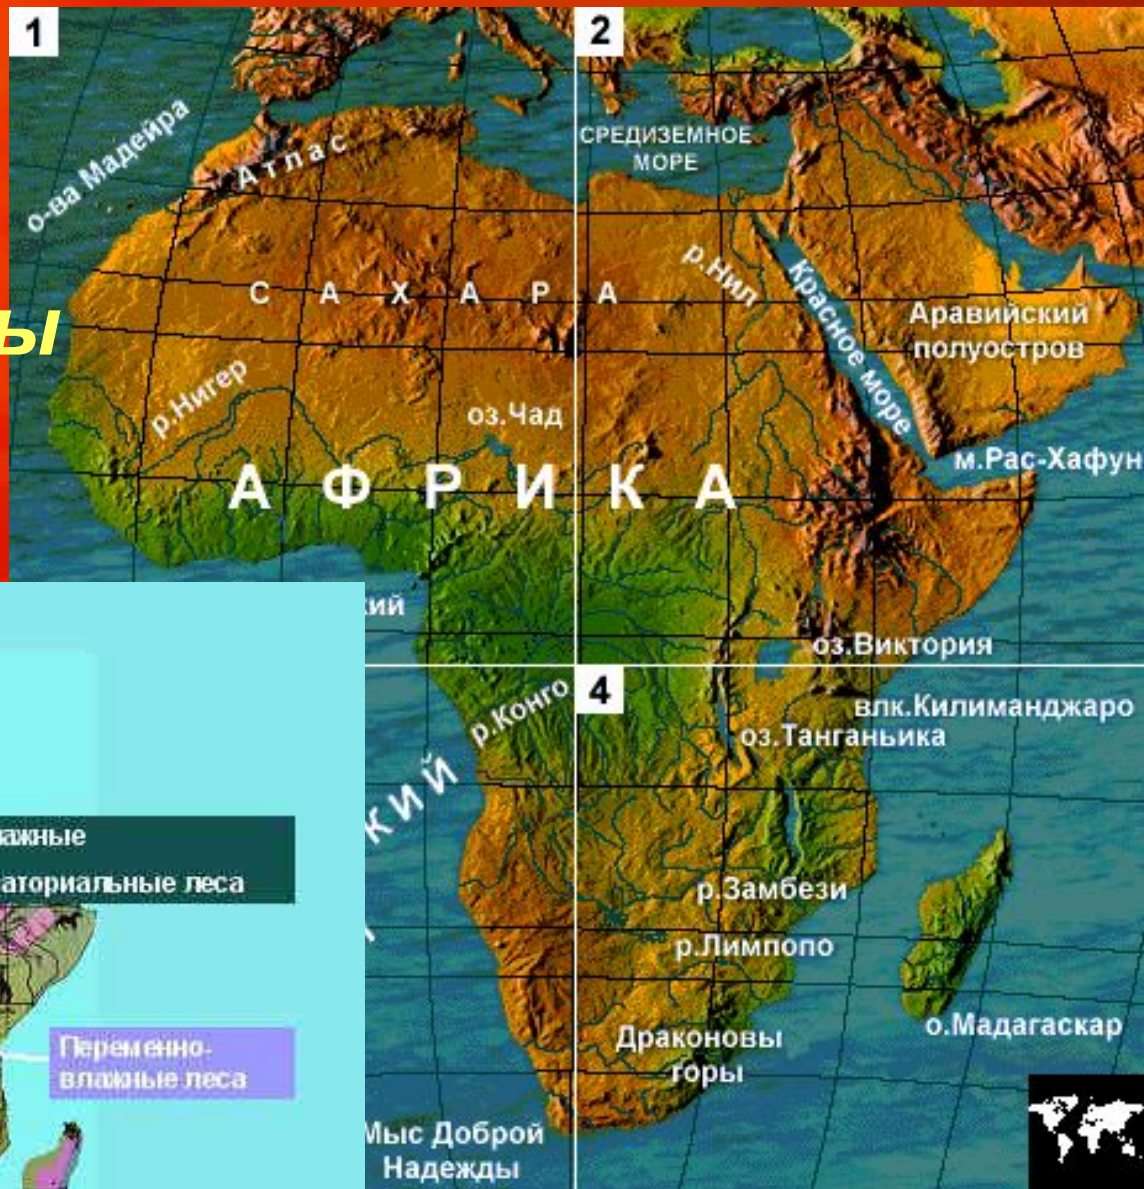 1
2
о-ва Мадейра
Атлас
СРЕДИЗЕМНОЕ
МОРЕ
САХАРА
р.Нил
Красное море
Аравийский
полуостров
ы
р.Нигер
оз.Чад
м.Рас-Хафун
АФРИКА
кий
оз.Виктория
4
р.Конго
влк.Килиманджаро
оз.Танганьика
КИЙ
р.Замбези
р.Лимпопо
Драконовы
горы
о.Мадагаскар
Мыс Доброй
Надежды
ажные
аториальные леса
Переменно-
влажные леса